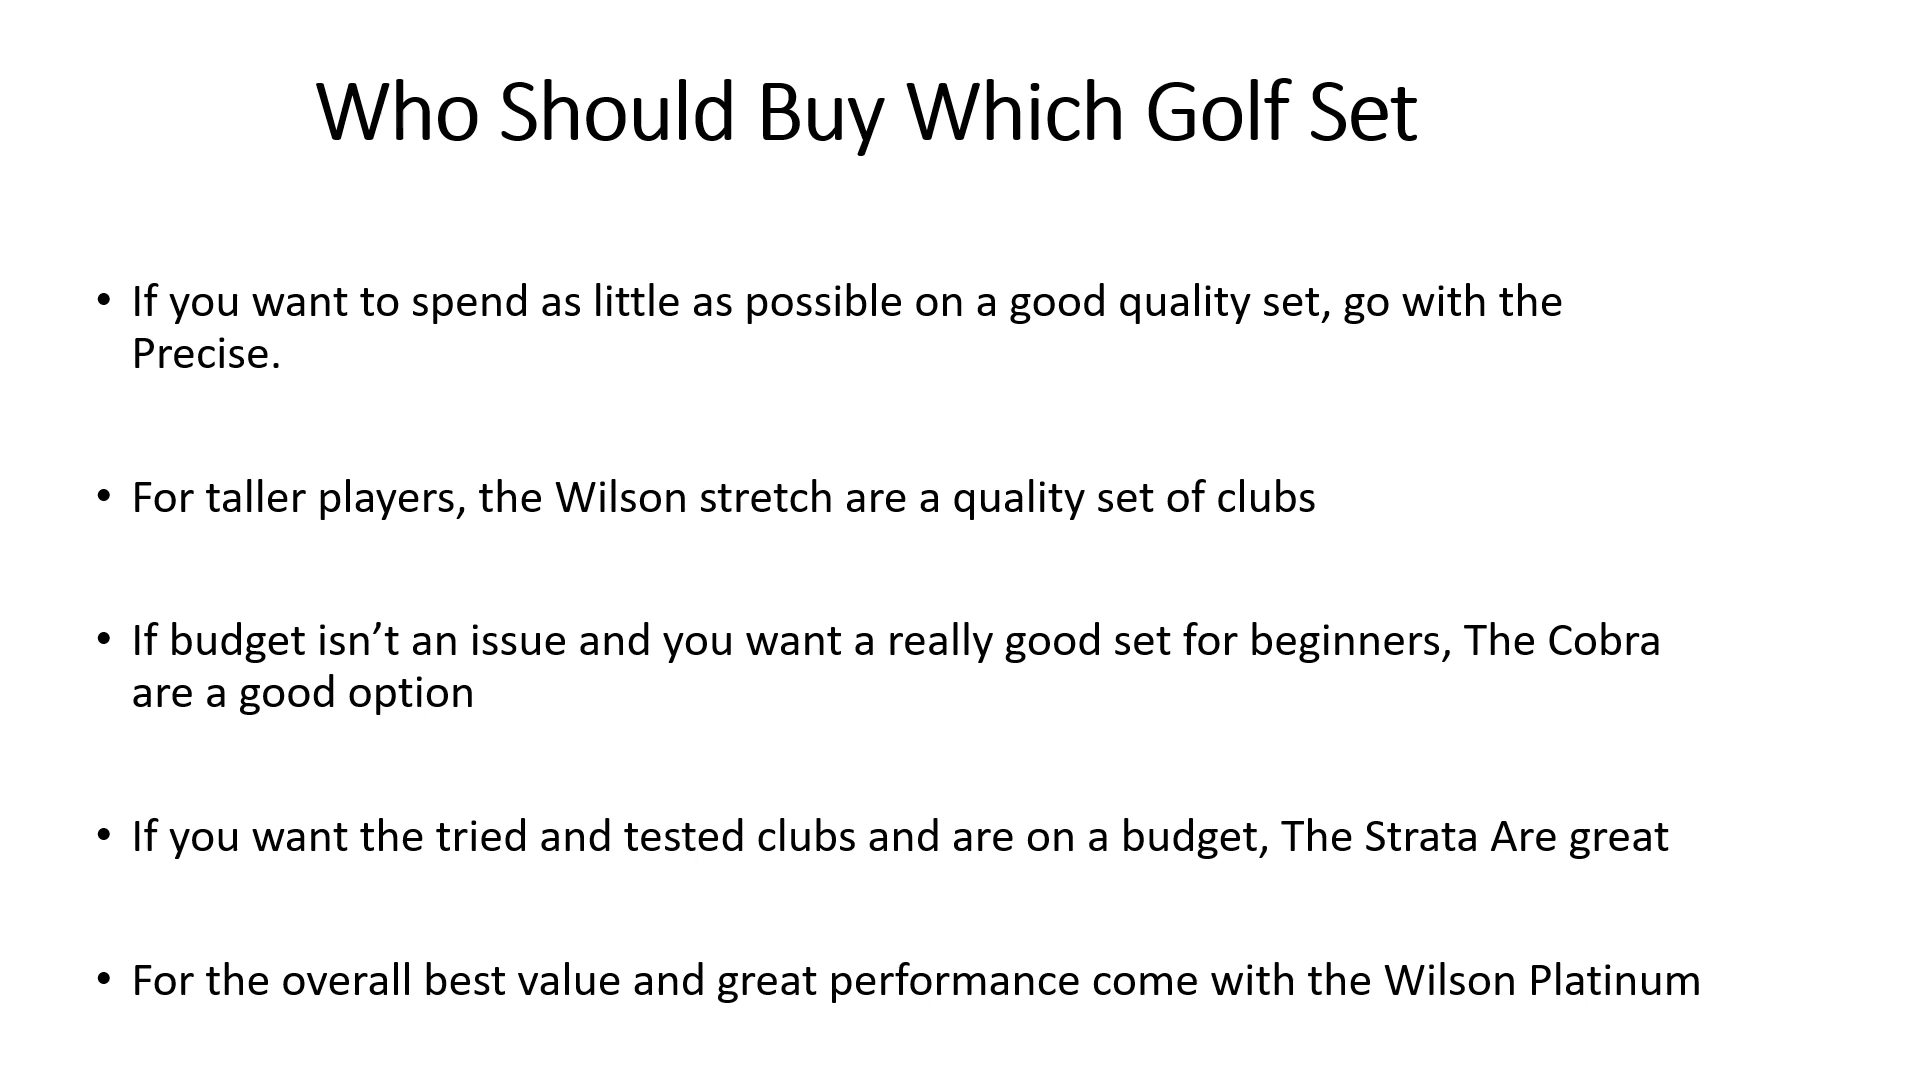 Who Should Buy Which Golf Set
• If you want to spend as little as possible on a good quality set, go with the
Precise.
• For taller players, the Wilson stretch are a quality set of clubs
• If budget isn’t an issue and you want a really good set for beginners, The Cobra
are a good option
• If you want the tried and tested clubs and are on a budget, The Strata Are great
• For the overall best value and great performance come with the Wilson Platinum